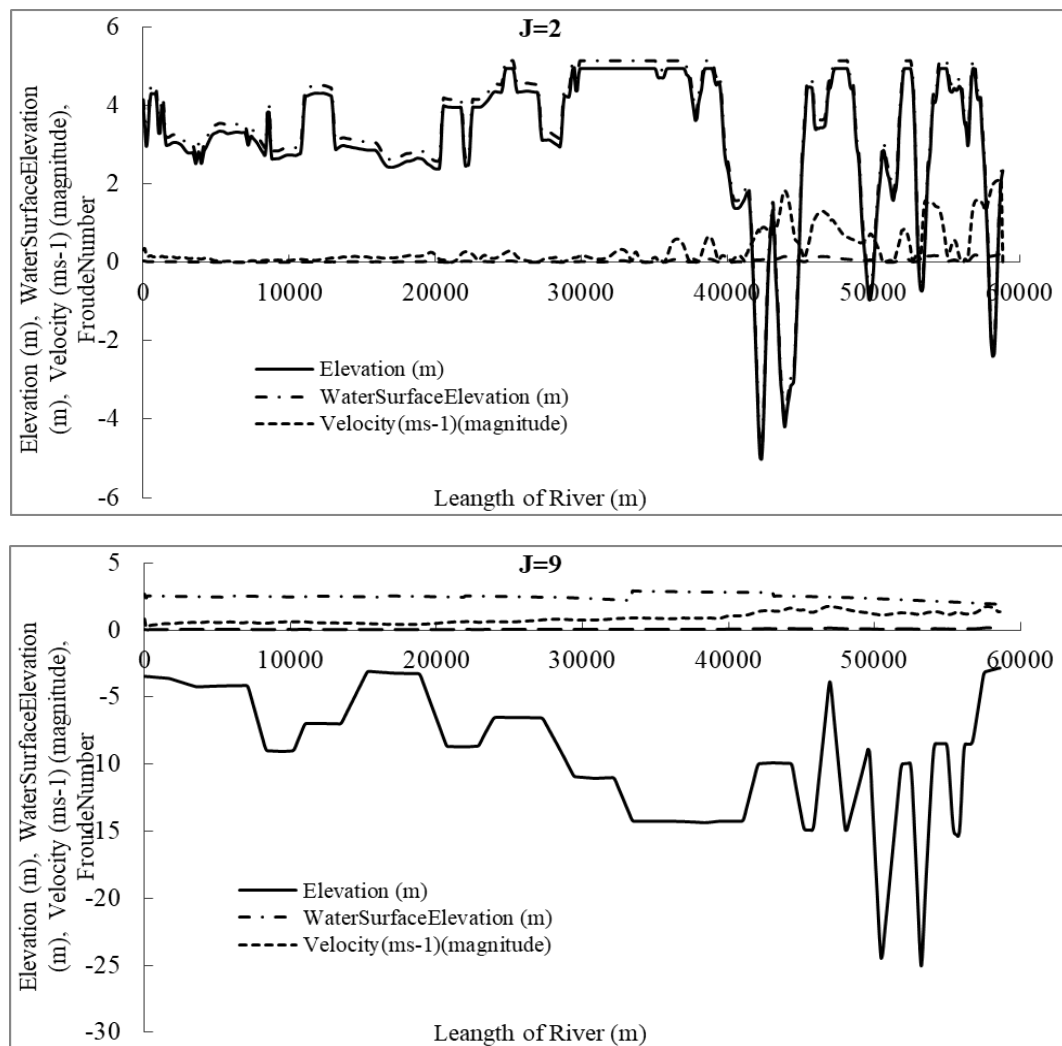 J=2
6
4
2
0
-2
-4
-6
0
10000
20000
30000
40000
50000
60000
Elevation (m), WaterSurfaceElevation
(m), Velocity (ms-1) (magnitude),
FroudeNumber
Elevation (m)
WaterSurfaceElevation (m)
Velocity(ms-1)(magnitude)
Leangth of River (m)
J=9
5
0
-5
-10
-15
-20
-25
-30
0
10000
20000
30000
40000
50000
60000
Elevation (m), WaterSurfaceElevation
(m), Velocity (ms-1) (magnitude),
FroudeNumber
Elevation (m)
WaterSurfaceElevation (m)
Velocity(ms-1)(magnitude)
Leangth of River (m)